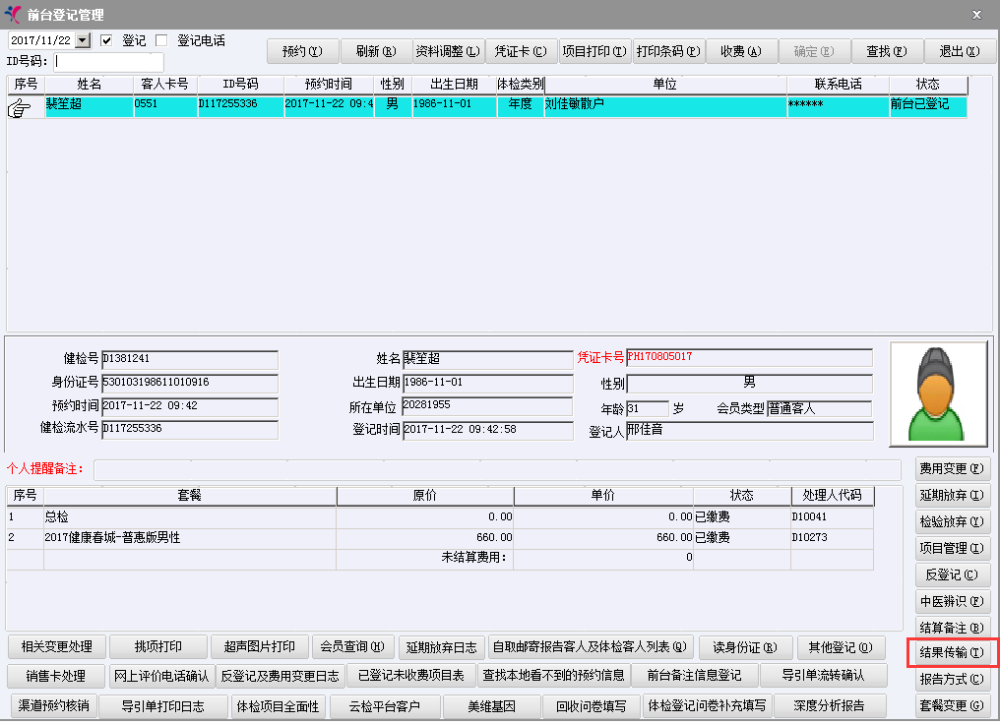 前台登记管理
2017/11/22 登记 登记电话
ID号码:
预约(Y) 刷新(R) 资料调整(L) 凭证卡(C) 项目打印(T) 打印条码(P) 收费(A) 确定(E) 查找(F) 退出(X)
序号 姓名 客人卡号 ID号码 预约时间 性别 出生日期 体检类别 单位 联系电话 状态
裴笙超 0551 D117255336 2017-11-22 09:4 男 1986-11-01 年度 刘佳敏散户 ****** 前台已登记
健检号 D1381241 姓名 裴笙超 凭证卡号 PH170805017
身份证号 530103198611010916 出生日期 1986-11-01 性别 男
预约时间 2017-11-22 09:42 所在单位 20281955 年龄 31 岁 会员类型 普通客人
健检流水号 D117255336 登记时间 2017-11-22 09:42:58 登记人 邢佳音
个人提醒备注:
序号 套餐 原价 单价 状态 处理人代码
1 总检 0.00 0.00 已缴费 D10041
2 2017健康春城-普惠版男性 660.00 660.00 已缴费 D10273
未结算费用: 0
费用变更(F)
延期放弃(I)
检验放弃(Y)
项目管理(I)
反登记(C)
中医辨识(F)
结算备注(B)
结果传输(T)
报告方式(C)
套餐变更(G)
相关变更处理 挑项打印 超声图片打印 会员查询(H) 延期放弃日志 自取邮寄报告客人及体检客人列表(Q) 读身份证(R) 其他登记(O)
销售卡处理 网上评价电话确认 反登记及费用变更日志 已登记未收费项目表 查找本地看不到的预约信息 前台备注信息登记 导引单流转确认
渠道预约核销 导引单打印日志 体检项目全面性 云检平台客户 美维基因 回收问卷填写 体检登记问卷补充填写 深度分析报告